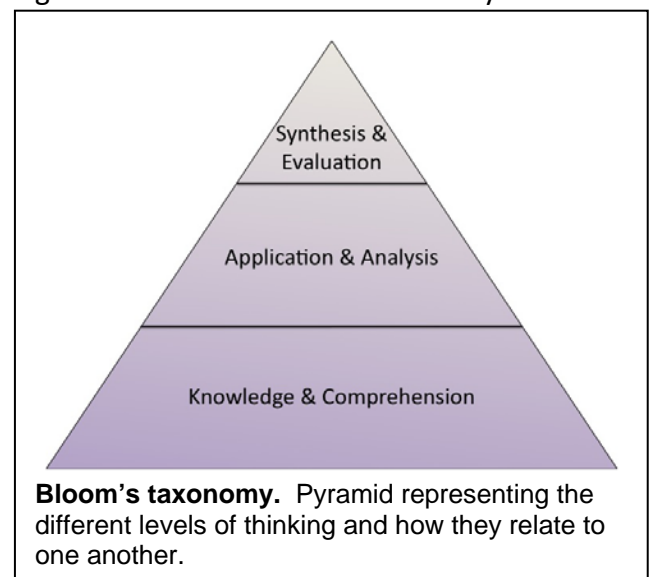 Synthesis &
Evaluation
Application & Analysis
Knowledge & Comprehension
Bloom's taxonomy. Pyramid representing the
different levels of thinking and how they relate to
one another.